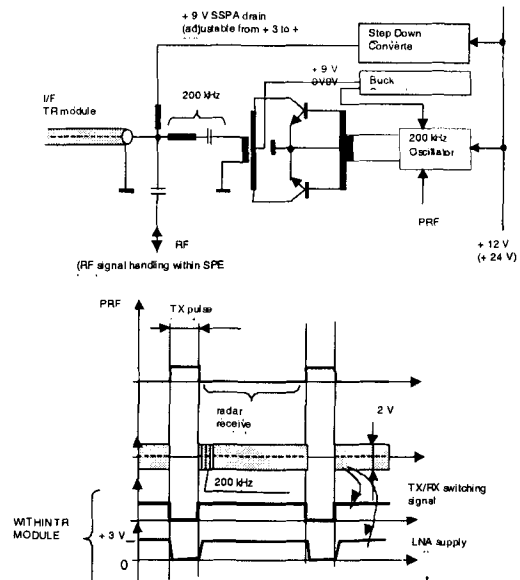 + 9 V SSPA drain
(adjustable from + 3 to +
Step Down
Converte
+ 9 V
Buck
200 kHz
I/F
TR module
200 kHz
Oscillator
PRF
RF
(RF signal handling within SPE
+ 12 V
(+ 24 V)
PRF
TX pulse
radar
receive
2 V
200 kHz
TX/RX switching
signal
WITHIN TR
MODULE
+ 3 V
LNA supply
0